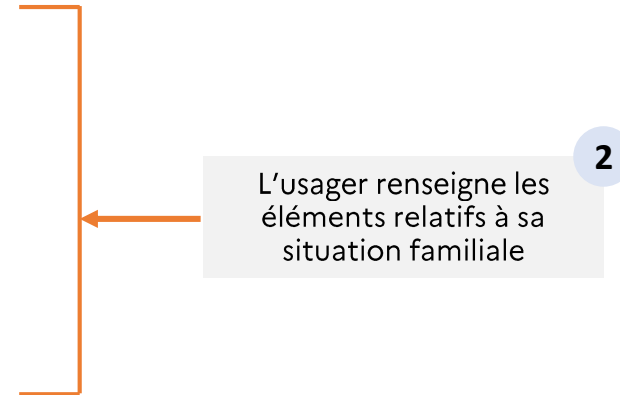 2
L'usager renseigne les
éléments relatifs à sa
situation familiale